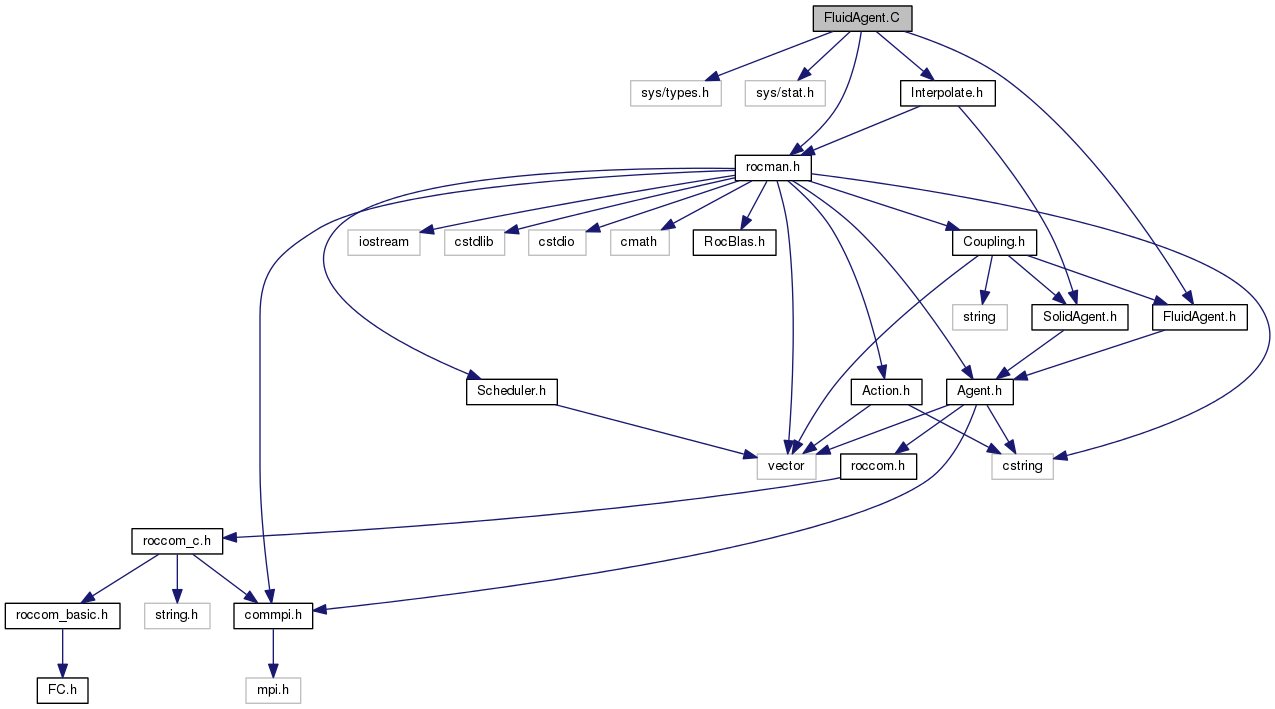 FluidAgent.C
sys/types.h
sys/stat.h
Interpolate.h
rocman.h
iostream
cstdlib
cstdio
cmath
RocBlas.h
Coupling.h
string
SolidAgent.h
FluidAgent.h
Scheduler.h
Action.h
Agent.h
vector
roccom.h
cstring
roccom_c.h
roccom_basic.h
string.h
commpi.h
FC.h
mpi.h